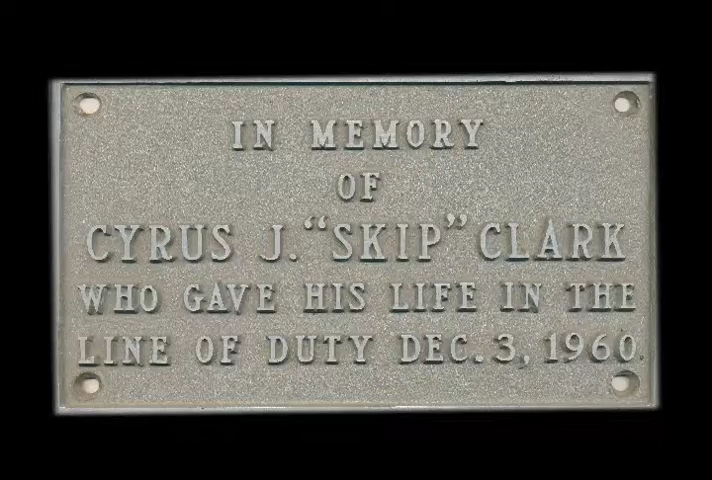 IN MEMORY
OF
CYRUS J. “SKIP” CLARK
WHO GAVE HIS LIFE IN THE
LINE OF DUTY DEC. 3, 1960.